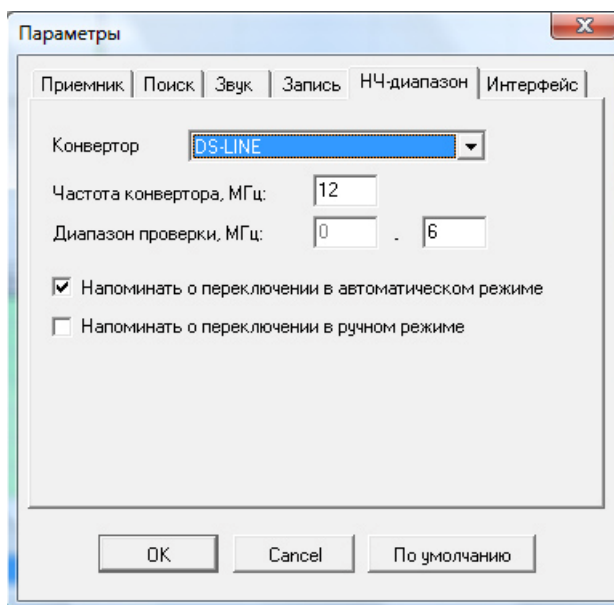 Параметры
Приемник Поиск Звук Запись НЧ-диапазон Интерфейс
Конвертор DS-LINE
Частота конвертора, МГц: 12
Диапазон проверки, МГц: 0 . 6
Напоминать о переключении в автоматическом режиме
Напоминать о переключении в ручном режиме
OK Cancel По умолчанию